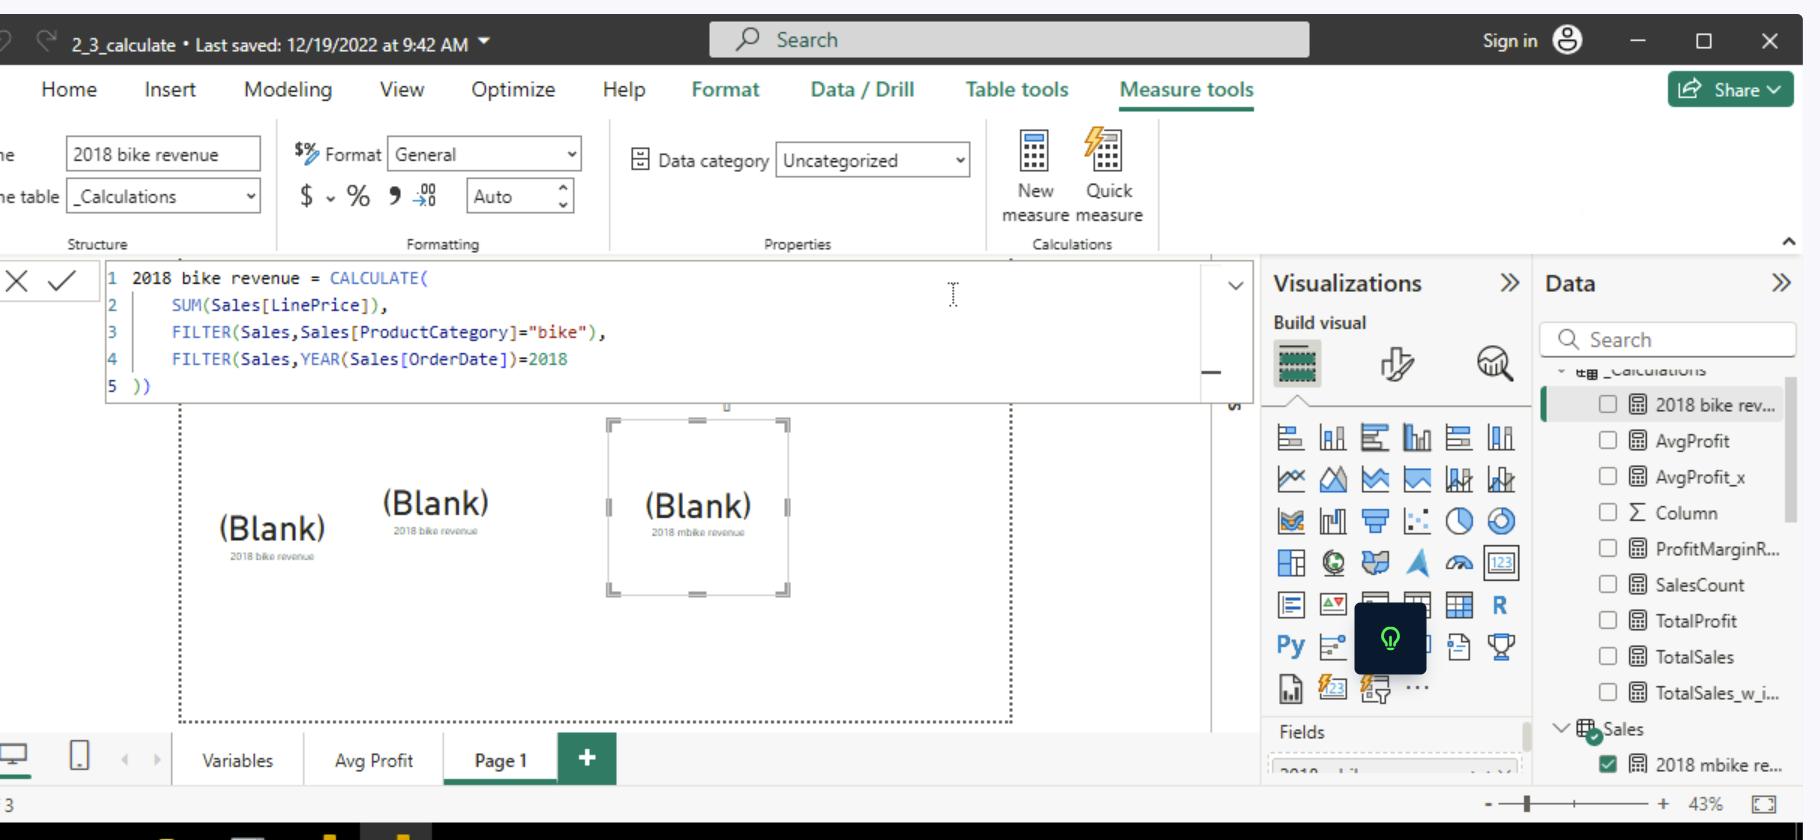 2_3_calculate • Last saved: 12/19/2022 at 9:42 AM
Search
Sign in
Home Insert Modeling View Optimize Help Format Data / Drill Table tools Measure tools
Share
2018 bike revenue
$% Format General
Data category Uncategorized
New measure
Quick measure
_Calculations
$ % 9 .00 →.0
Auto
Structure
Formatting
Properties
Calculations
1 2018 bike revenue = CALCULATE(
2 SUM(Sales[LinePrice]),
3 FILTER(Sales,Sales[ProductCategory]="bike"),
4 FILTER(Sales,YEAR(Sales[OrderDate])=2018
5 ))
(Blank)
2018 bike revenue
(Blank)
2018 bike revenue
(Blank)
2018 mbike revenue
Visualizations
Build visual
123
R
Py
123
...
Fields
Data
Search
_Calculations
2018 bike rev...
AvgProfit
AvgProfit_x
Σ Column
ProfitMarginR...
SalesCount
TotalProfit
TotalSales
TotalSales_w_i...
Sales
2018 mbike re...
Variables
Avg Profit
Page 1
+
3
- + 43%